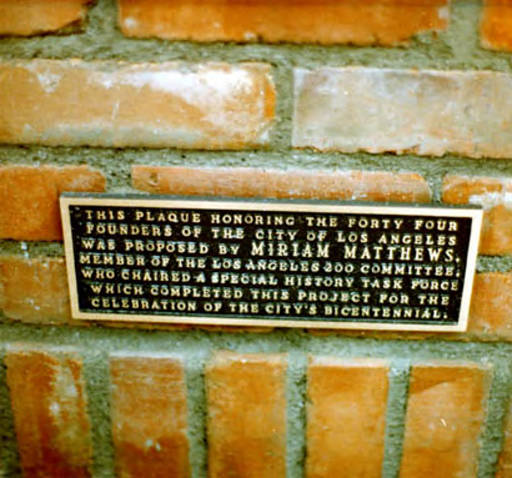 THIS PLAQUE HONORING THE FORTY FOUR
FOUNDERS OF THE CITY OF LOS ANGELES
WAS PROPOSED BY MIRIAM MATTHEWS,
MEMBER OF THE LOS ANGELES 200 COMMITTEE,
WHO CHAIRED A SPECIAL HISTORY TASK FORCE
WHICH COMPLETED THIS PROJECT FOR THE
CELEBRATION OF THE CITY'S BICENTENNIAL.